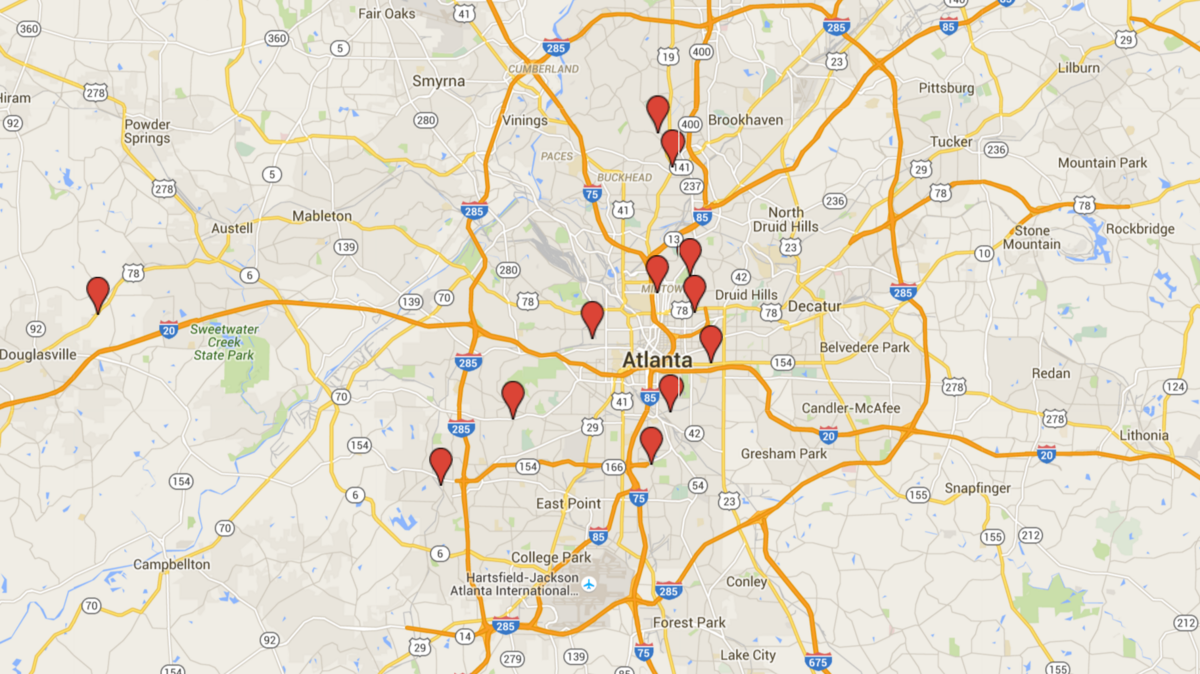 Fair Oaks
41
360
360
5
285
CUMBERLAND
19
400
285
23
140
85
85
29
Lilburn
Smyrna
278
Hiram
92
Powder
Springs
280
Vinings
400
Brookhaven
Pittsburg
Tucker
236
Mountain Park
PACES
141
29
5
278
BUCKHEAD
237
75
78
78
236
Mableton
285
41
85
North
Druid Hills
Rockbridge
Austell
139
13
23
Stone
Mountain
10
78
6
280
42
139
70
78
MIDTOWN
78
Druid Hills
78
Decatur
285
92
20
Sweetwater
Creek
State Park
Douglasville
285
Atlanta
154
Belvedere Park
Redan
278
124
70
41
85
Candler-McAfee
285
29
42
20
278
Lithonia
154
Gresham Park
20
154
166
154
6
54
75
23
155
Snapfinger
East Point
70
85
155
212
6
College Park
Campbellton
Hartsfield-Jackson
Atlanta International...
285
Conley
70
285
Forest Park
212
92
14
29
75
Lake City
279
139
675
154
85
155